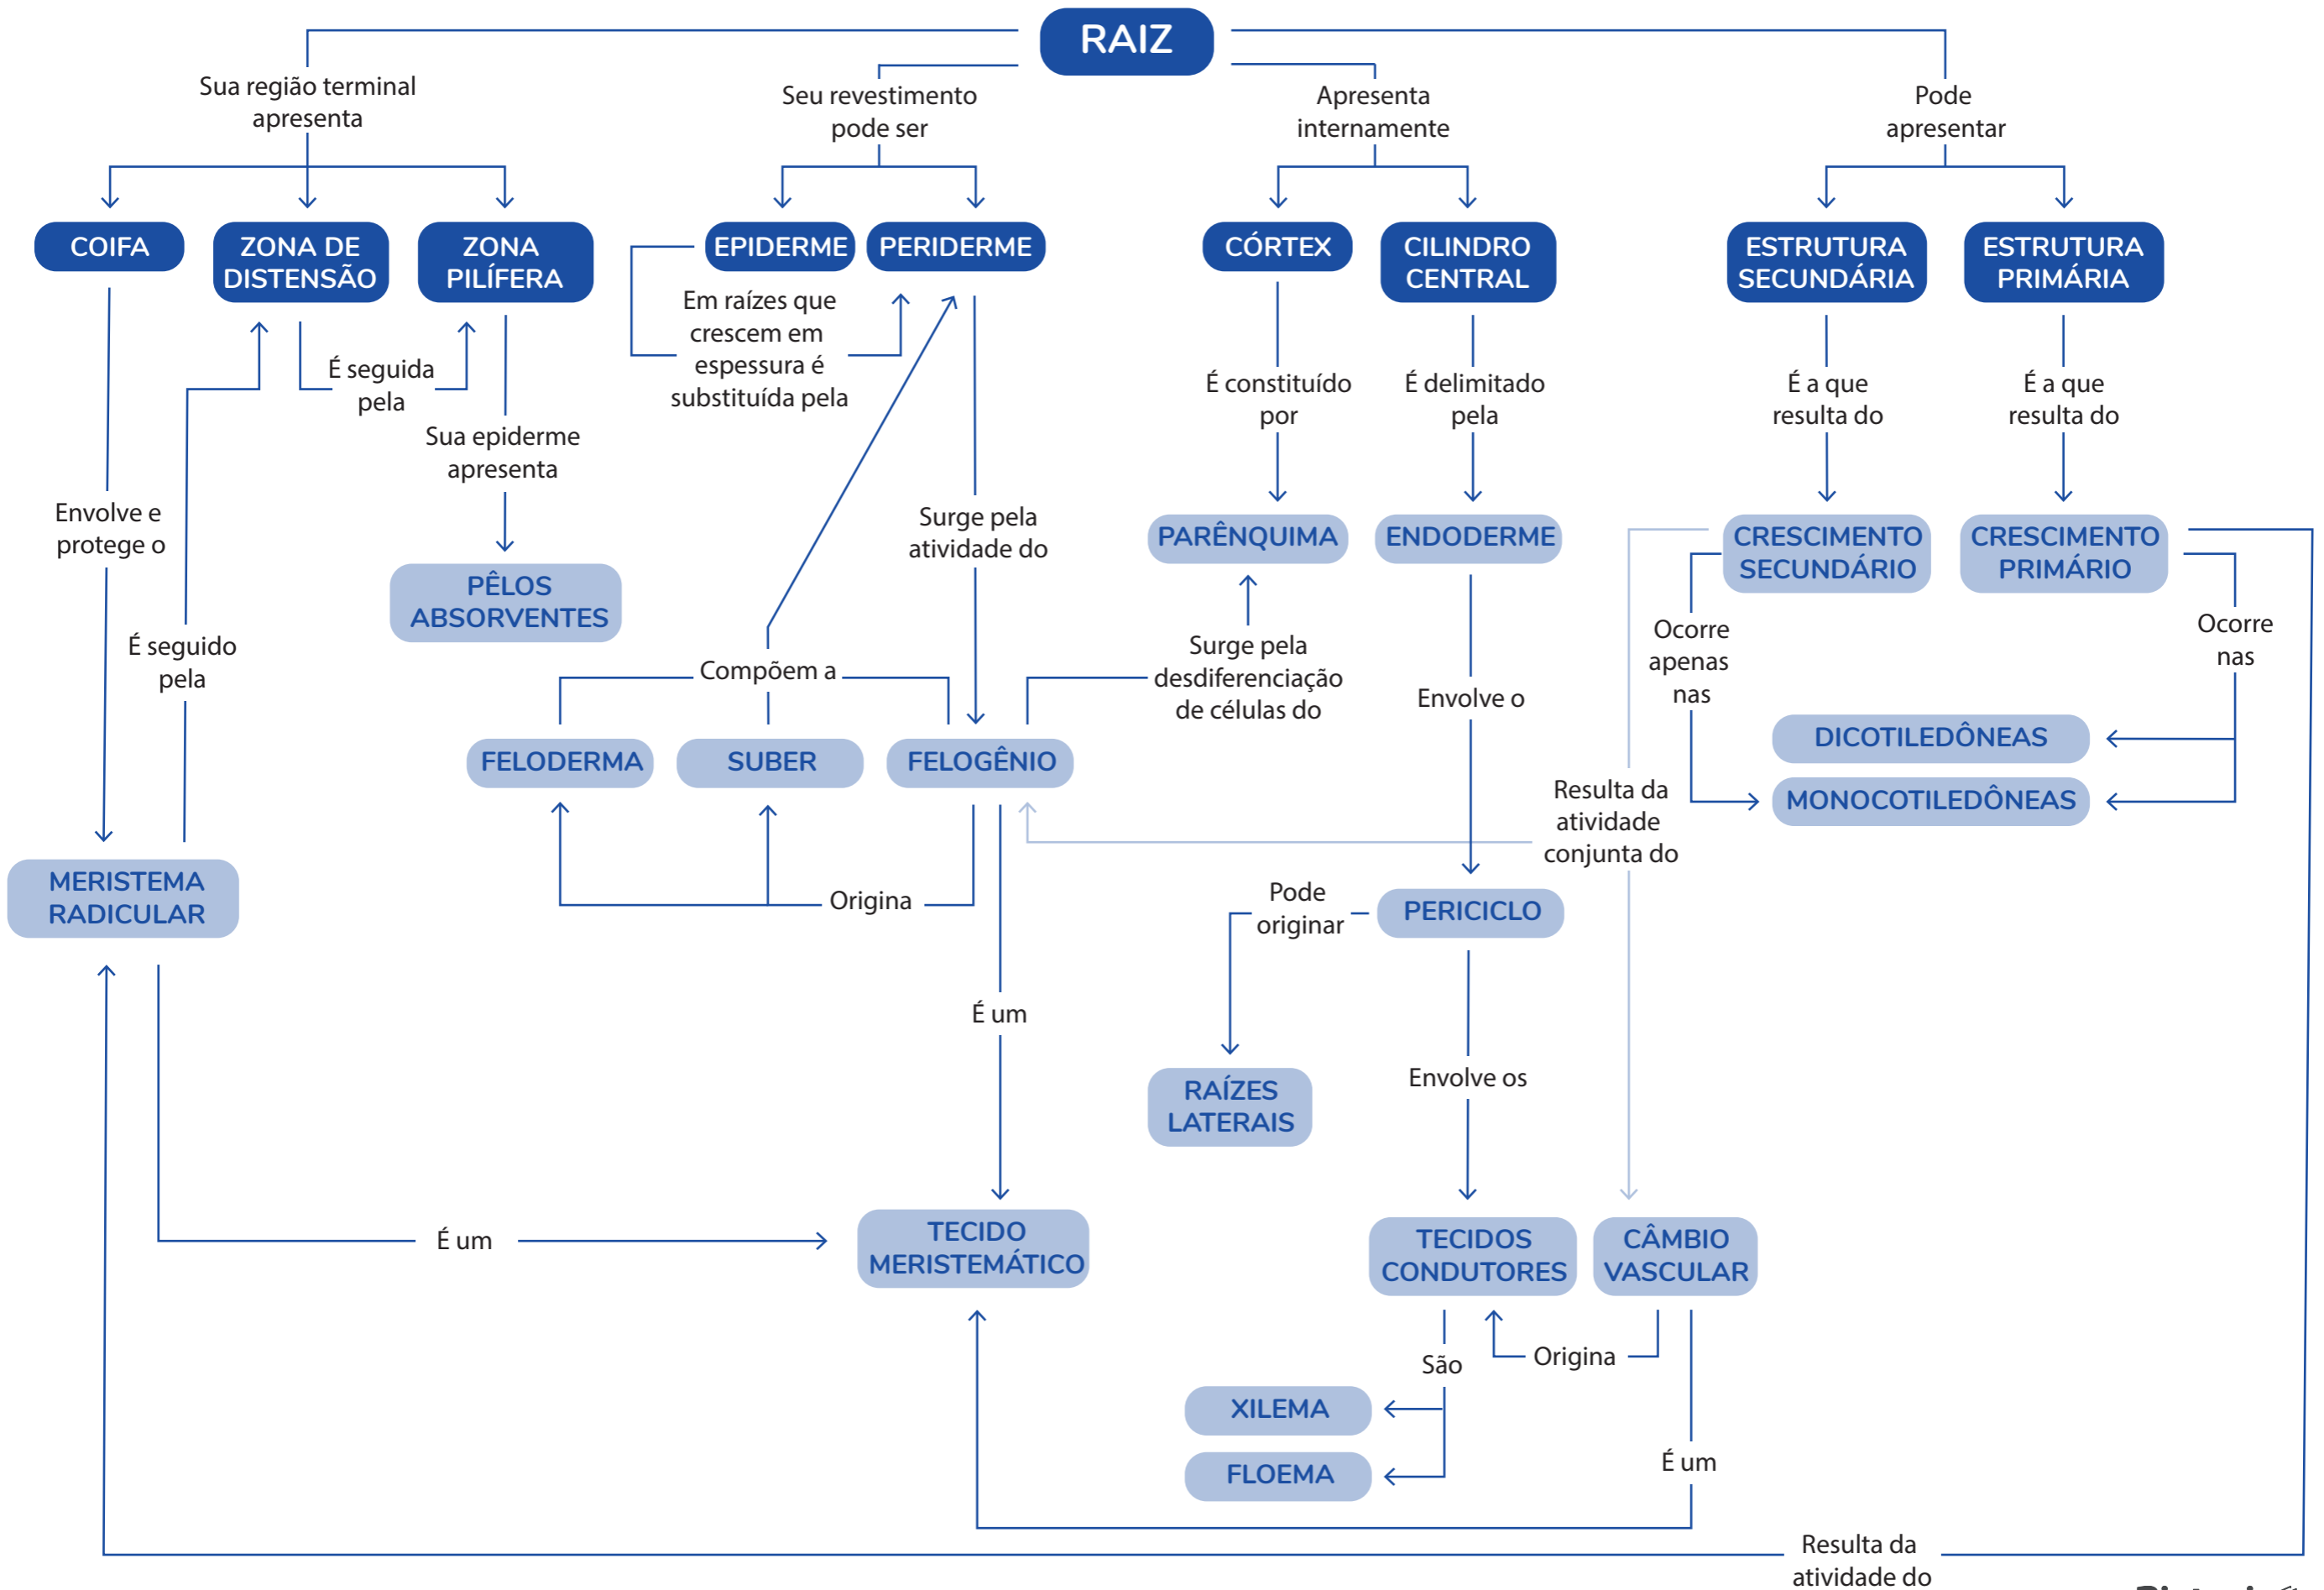 RAIZ
Sua região terminal
apresenta
Seu revestimento
pode ser
Apresenta
internamente
Pode
apresentar
COIFA
ZONA DE
DISTENSÃO
ZONA
PILÍFERA
EPIDERME
PERIDERME
CÓRTEX
CILINDRO
CENTRAL
ESTRUTURA
SECUNDÁRIA
ESTRUTURA
PRIMÁRIA
Em raízes que
crescem em
espessura é
substituída pela
É seguida
pela
É constituído
por
É delimitado
pela
É a que
resulta do
É a que
resulta do
Sua epiderme
apresenta
Envolve e
protege o
Surge pela
atividade do
PARÊNQUIMA
ENDODERME
CRESCIMENTO
SECUNDÁRIO
CRESCIMENTO
PRIMÁRIO
PÊLOS
ABSORVENTES
É seguido
pela
Compõem a
Surge pela
desdiferenciação
de células do
Envolve o
Ocorre
apenas
nas
Ocorre
nas
DICOTILEDÔNEAS
MONOCOTILEDÔNEAS
FELODERMA
SUBER
FELOGÊNIO
Resulta da
atividade
conjunta do
MERISTEMA
RADICULAR
Origina
Pode
originar
PERICICLO
É um
Envolve os
RAÍZES
LATERAIS
É um
TECIDO
MERISTEMÁTICO
TECIDOS
CONDUTORES
CÂMBIO
VASCULAR
São
Origina
XILEMA
FLOEMA
É um
Resulta da
atividade do